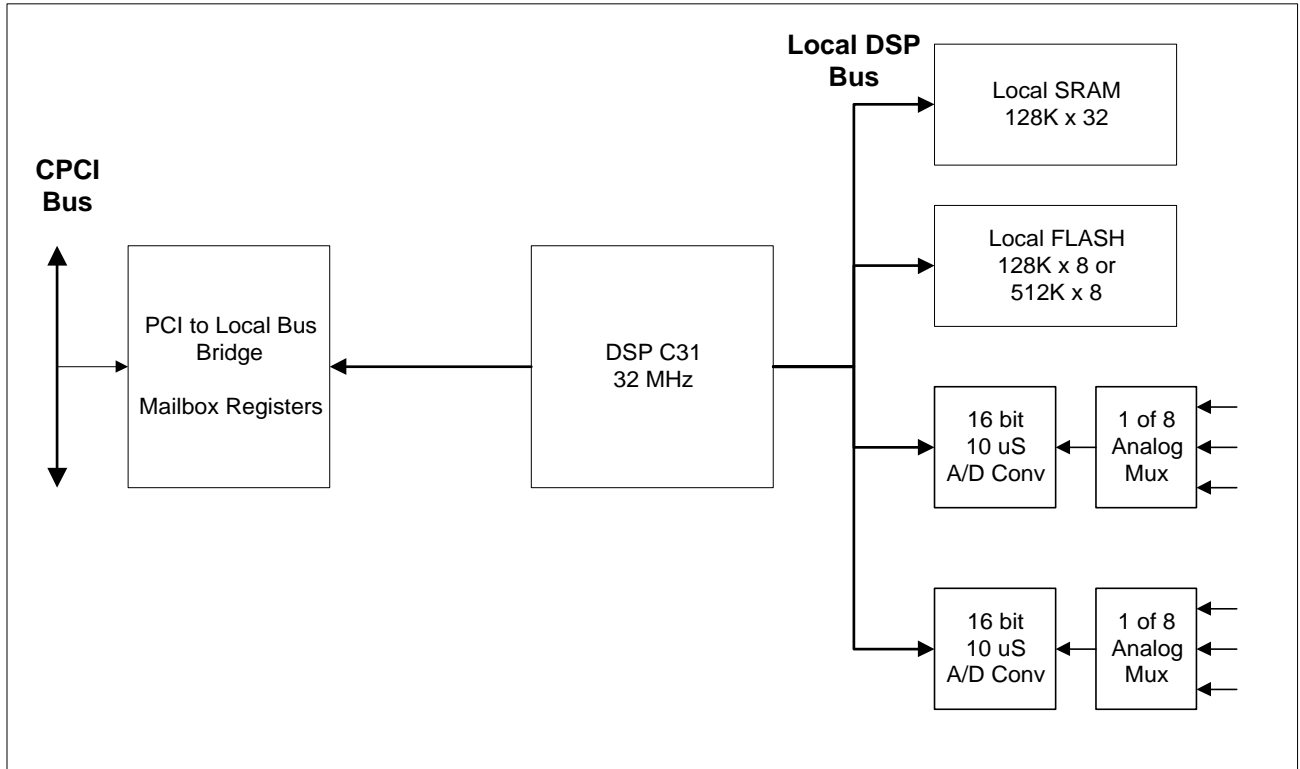 Local DSP
Bus
Local SRAM
128K x 32
CPCI
Bus
Local FLASH
128K x 8 or
512K x 8
PCI to Local Bus
Bridge
Mailbox Registers
DSP C31
32 MHz
16 bit
10 uS
A/D Conv
1 of 8
Analog
Mux
16 bit
10 uS
A/D Conv
1 of 8
Analog
Mux